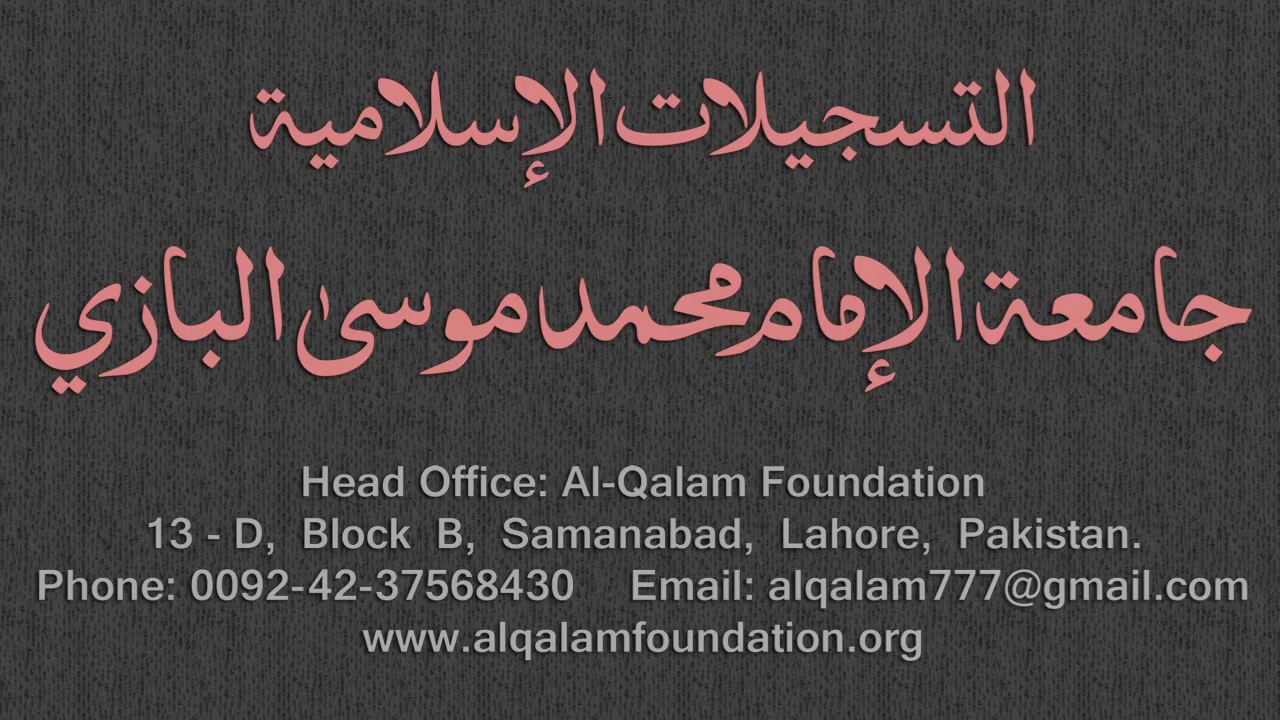 التسجيلات الإسلامية
جامعة الإمام محمد موسىٰ البازي
Head Office: Al-Qalam Foundation
13 - D, Block B, Samanabad, Lahore, Pakistan.
Phone: 0092-42-37568430 Email: alqalam777@gmail.com
www.alqalamfoundation.org